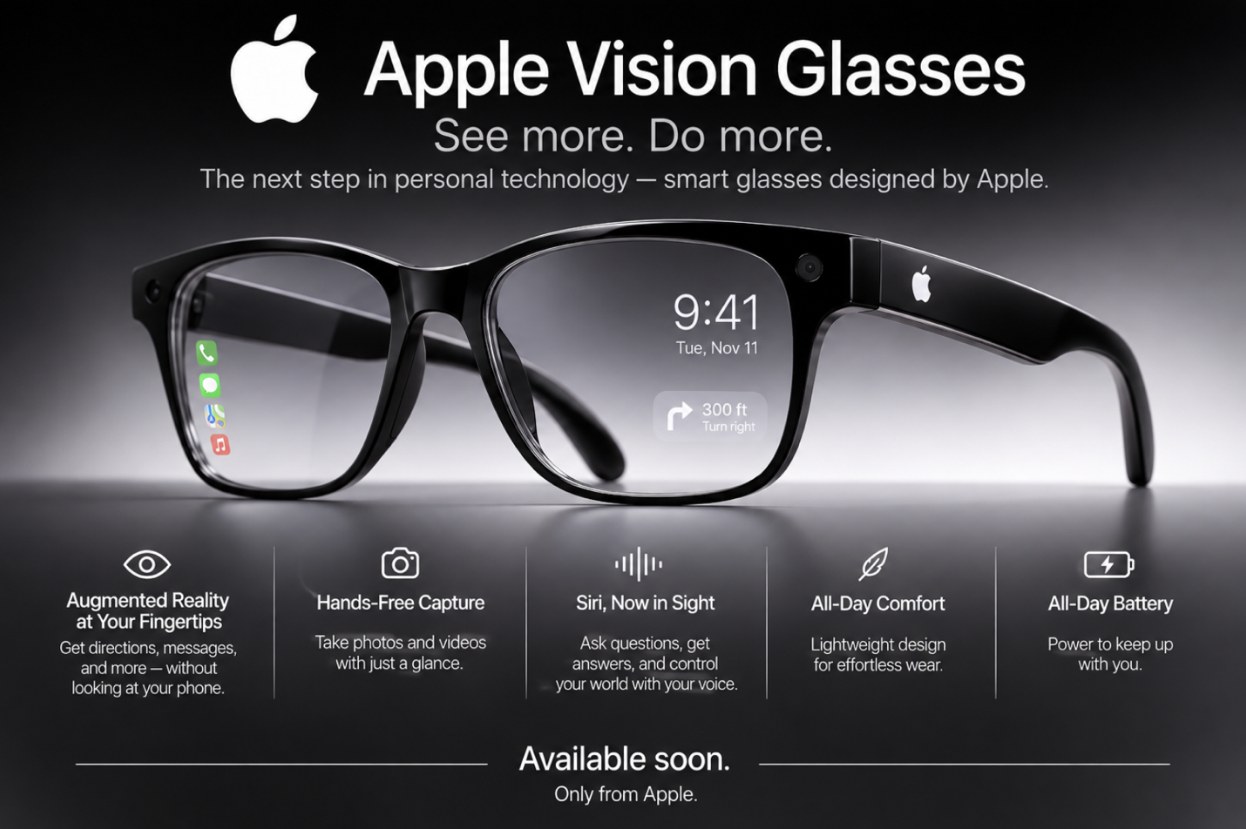 Apple Vision Glasses
See more. Do more.
The next step in personal technology — smart glasses designed by Apple.
9:41
Tue, Nov 11
300 ft
Turn right
Augmented Reality
at Your Fingertips
Get directions, messages,
and more — without
looking at your phone.
Hands-Free Capture
Take photos and videos
with just a glance.
Siri, Now in Sight
Ask questions, get
answers, and control
your world with your voice.
All-Day Comfort
Lightweight design
for effortless wear.
All-Day Battery
Power to keep up
with you.
Available soon.
Only from Apple.